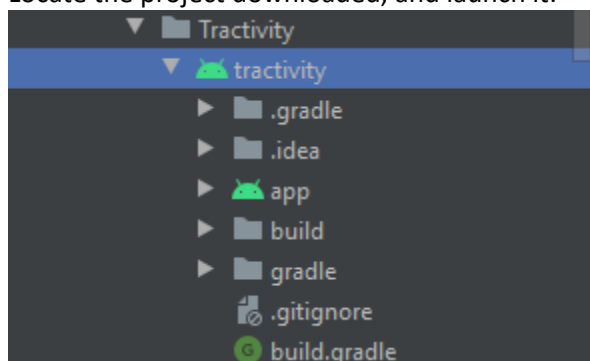 Locate the project downloaded, and launch it.
Tractivity
tractivity
.gradle
.idea
app
build
gradle
.gitignore
build.gradle